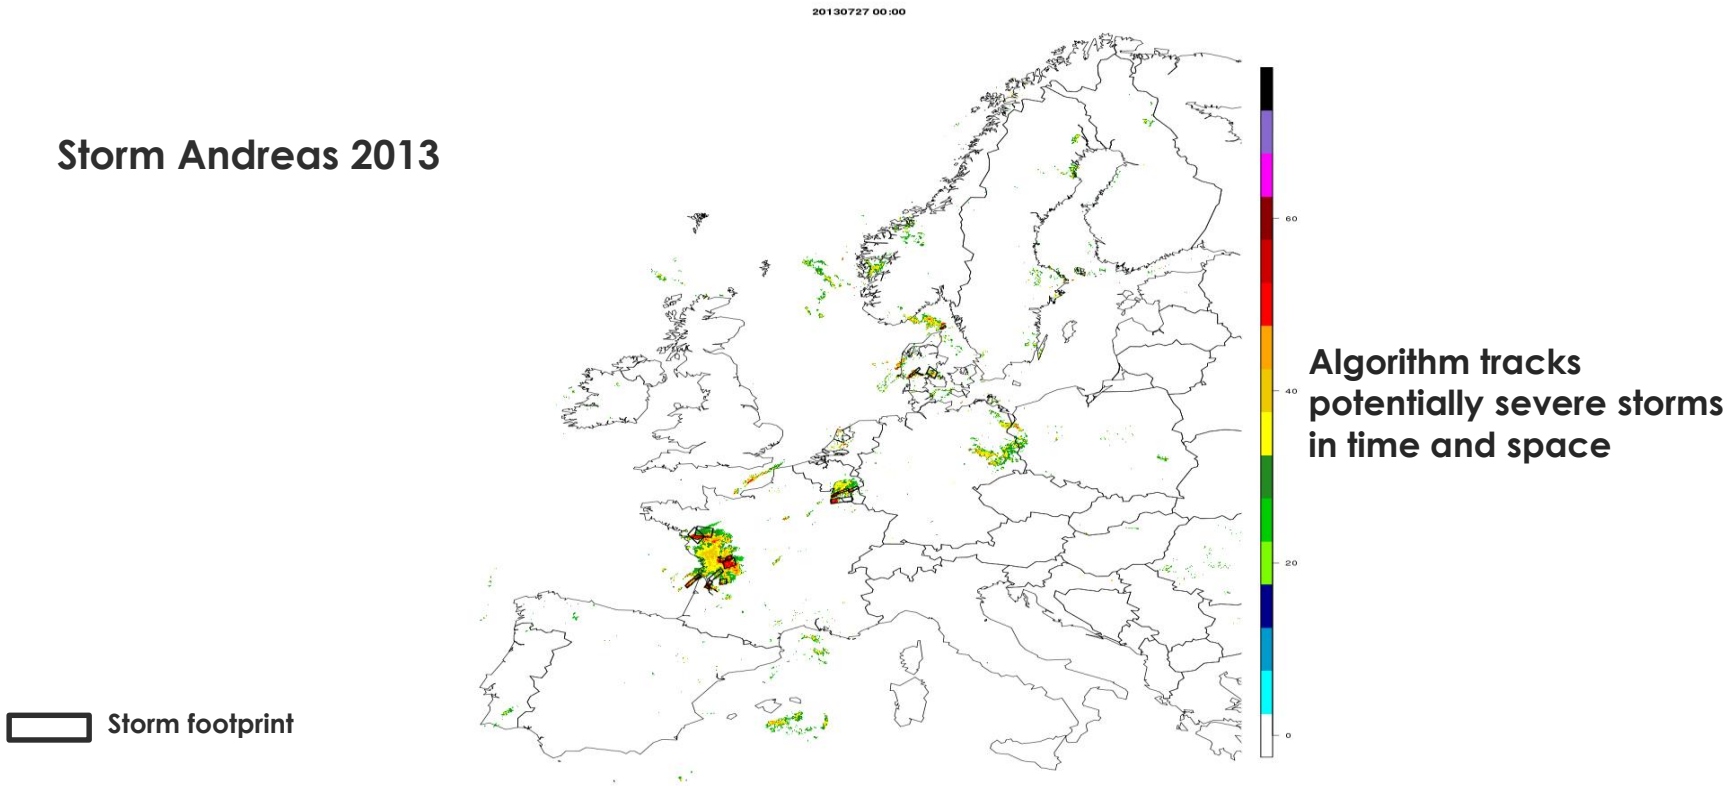 20130727 00:00
Storm Andreas 2013
60
40
20
0
Algorithm tracks
potentially severe storms
in time and space
Storm footprint